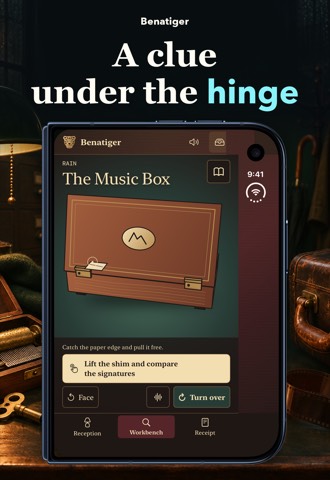 Benatiger
A clue
under the hinge
Benatiger
9:41
RAIN
The Music Box
Catch the paper edge and pull it free.
Lift the shim and compare
the signatures
Face
Turn over
Reception
Workbench
Receipt